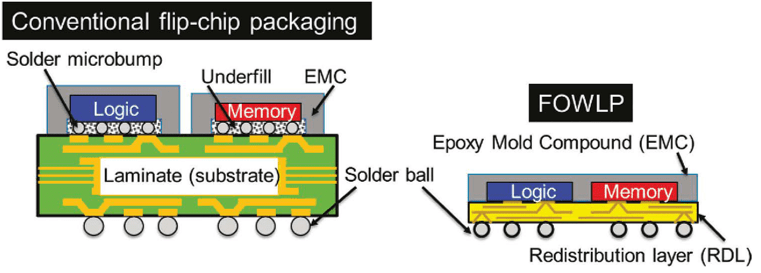 Conventional flip-chip packaging
Solder microbump
Underfill
EMC
Logic
Memory
Laminate (substrate)
Solder ball
FOWLP
Epoxy Mold Compound (EMC)
Logic
Memory
Redistribution layer (RDL)